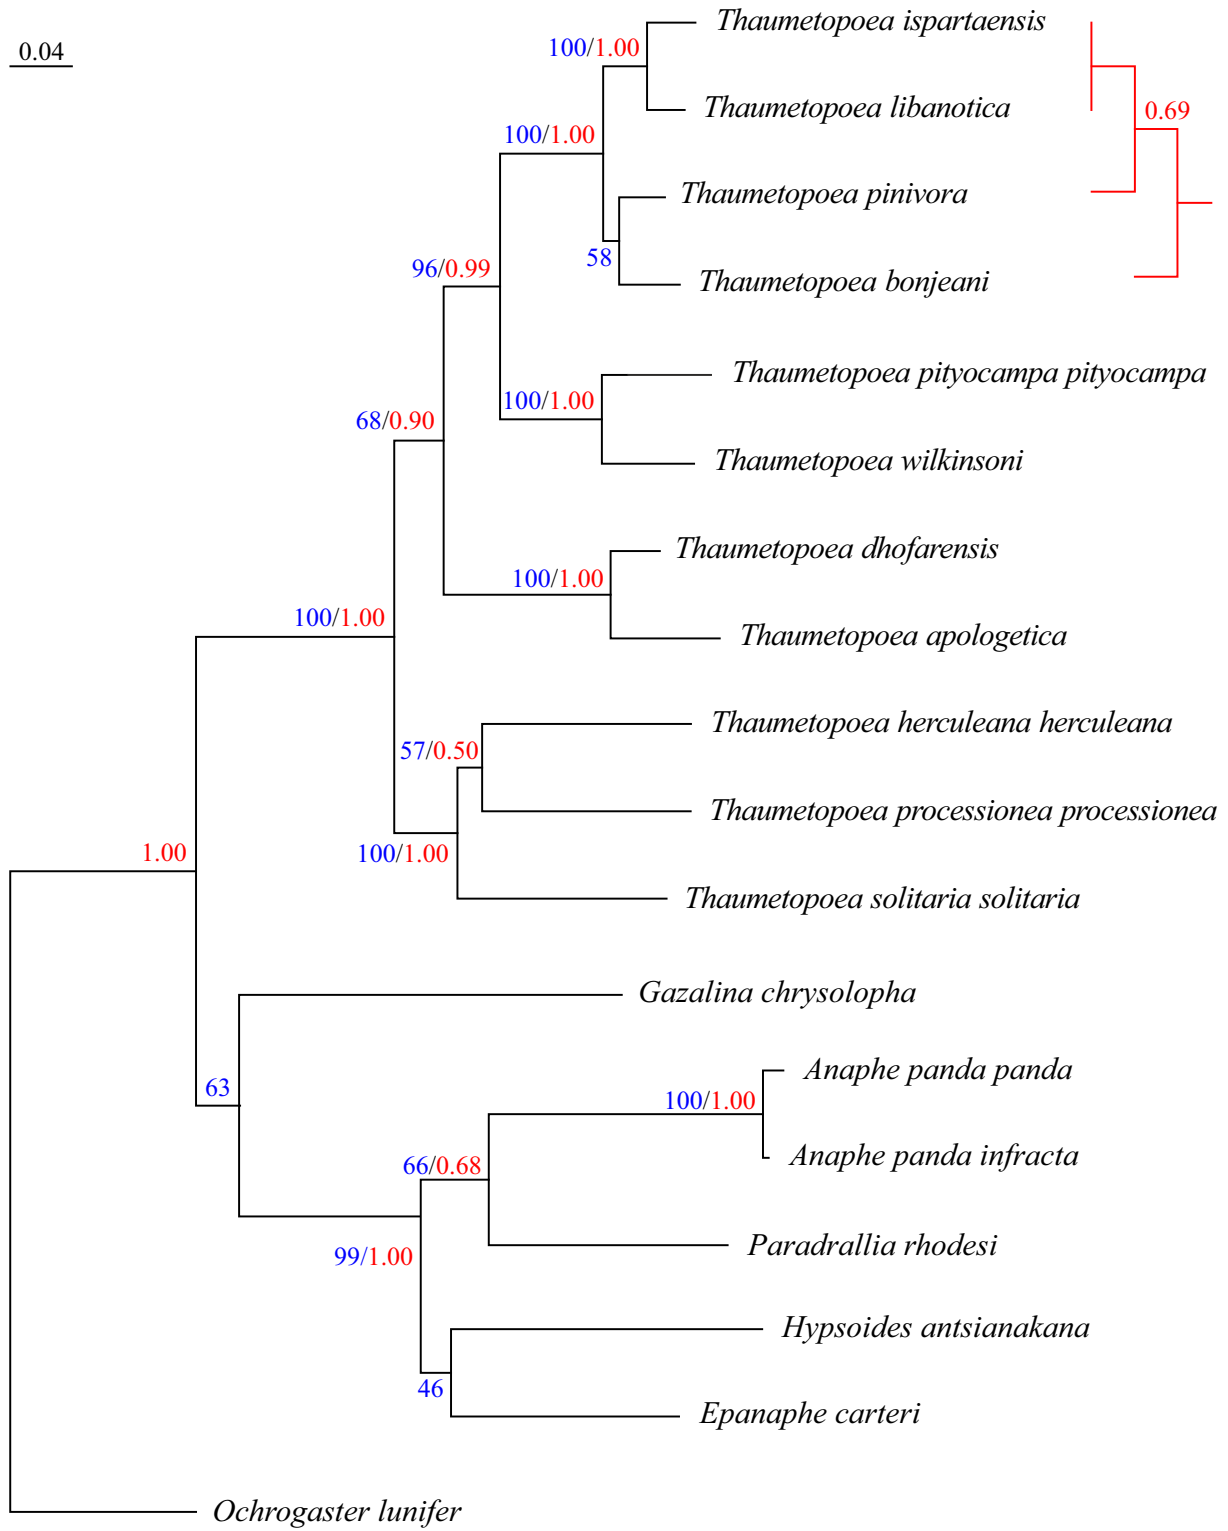 Thaumetopoea ispartaensis
0.04
100/1.00
Thaumetopoea libanotica
0.69
100/1.00
Thaumetopoea pinivora
58
96/0.99
Thaumetopoea bonjeani
Thaumetopoea pityocampa pityocampa
100/1.00
68/0.90
Thaumetopoea wilkinsoni
Thaumetopoea dhofarensis
100/1.00
100/1.00
Thaumetopoea apologetica
Thaumetopoea herculeana herculeana
57/0.50
Thaumetopoea processionea processionea
1.00
100/1.00
Thaumetopoea solitaria solitaria
Gazalina chrysolopha
Anaphe panda panda
63
100/1.00
Anaphe panda infracta
66/0.68
Paradrallia rhodesi
99/1.00
Hypsoides antsianakana
46
Epanaphe carteri
Ochrogaster lunifer